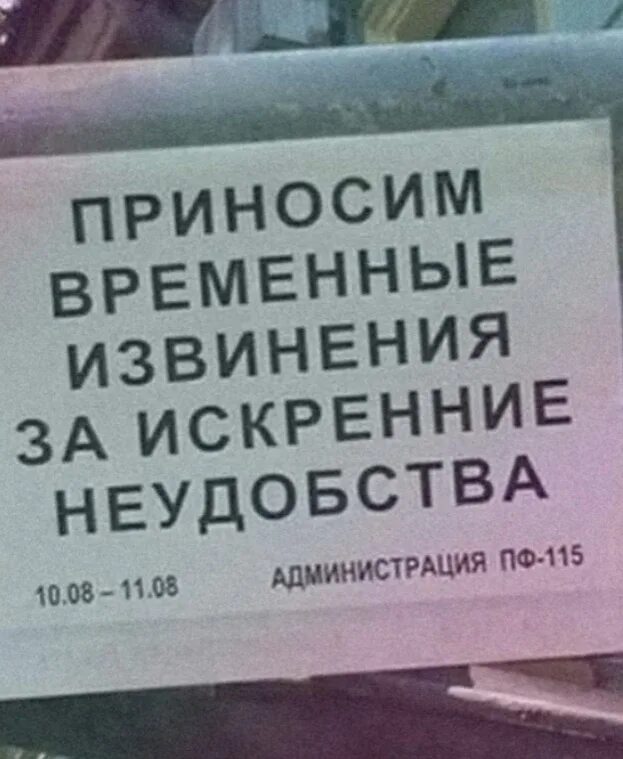 ПРИНОСИМ
ВРЕМЕННЫЕ
ИЗВИНЕНИЯ
ЗА ИСКРЕННИЕ
НЕУДОБСТВА
10.08 – 11.08 АДМИНИСТРАЦИЯ ПФ-115